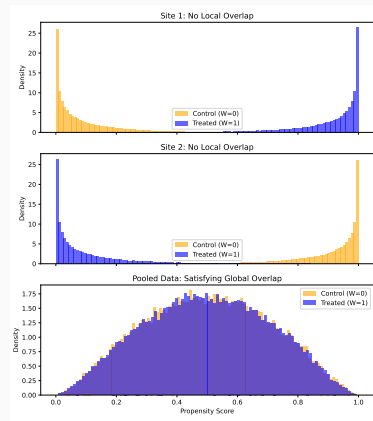 Site 1: No Local Overlap
Density
25
20
15
10
5
0
Control (W=0)
Treated (W=1)
Site 2: No Local Overlap
Density
25
20
15
10
5
0
Control (W=0)
Treated (W=1)
Pooled Data: Satisfying Global Overlap
Density
1.75
1.50
1.25
1.00
0.75
0.50
0.25
0.00
Control (W=0)
Treated (W=1)
0.0 0.2 0.4 0.6 0.8 1.0
Propensity Score